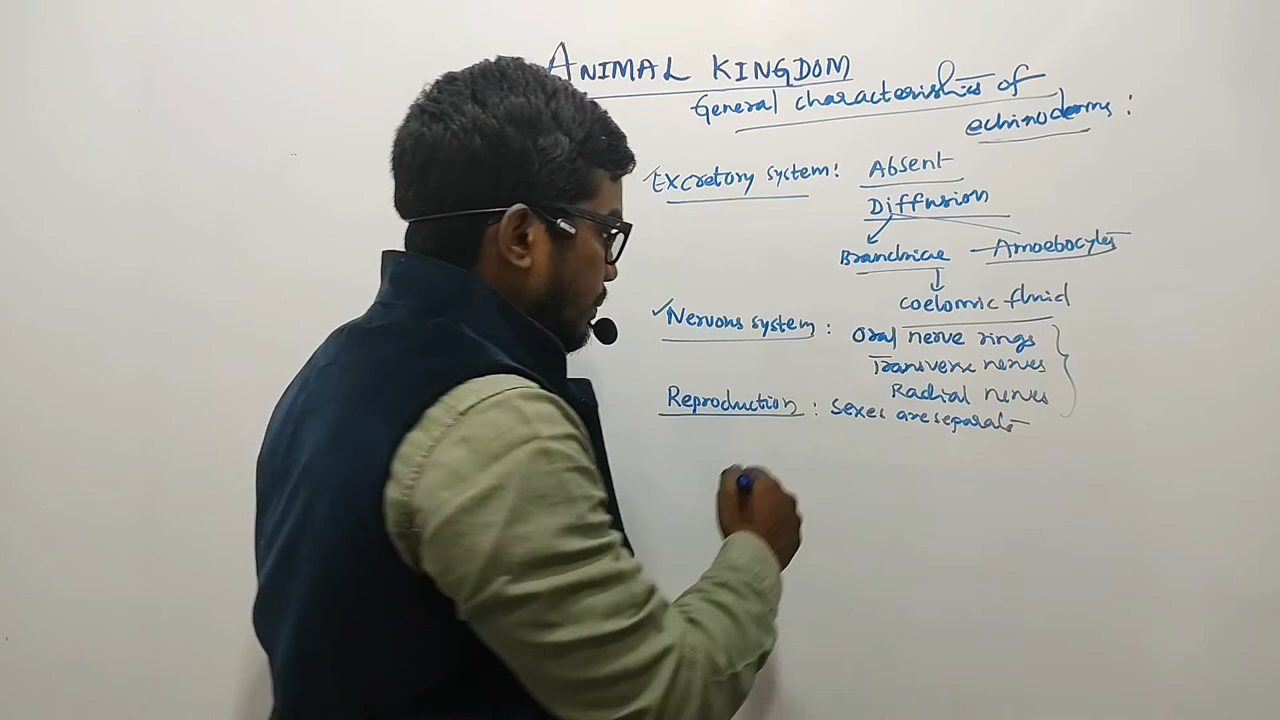 ANIMAL KINGDOM
General characteristics of
echinoderms :
Excretory system : Absent
Diffusion
Branchiae - Amoebocytes
coelomic fluid
Nervous system : Oral nerve rings
Transverse nerves
Radial nerves
Reproduction : Sexes are separate